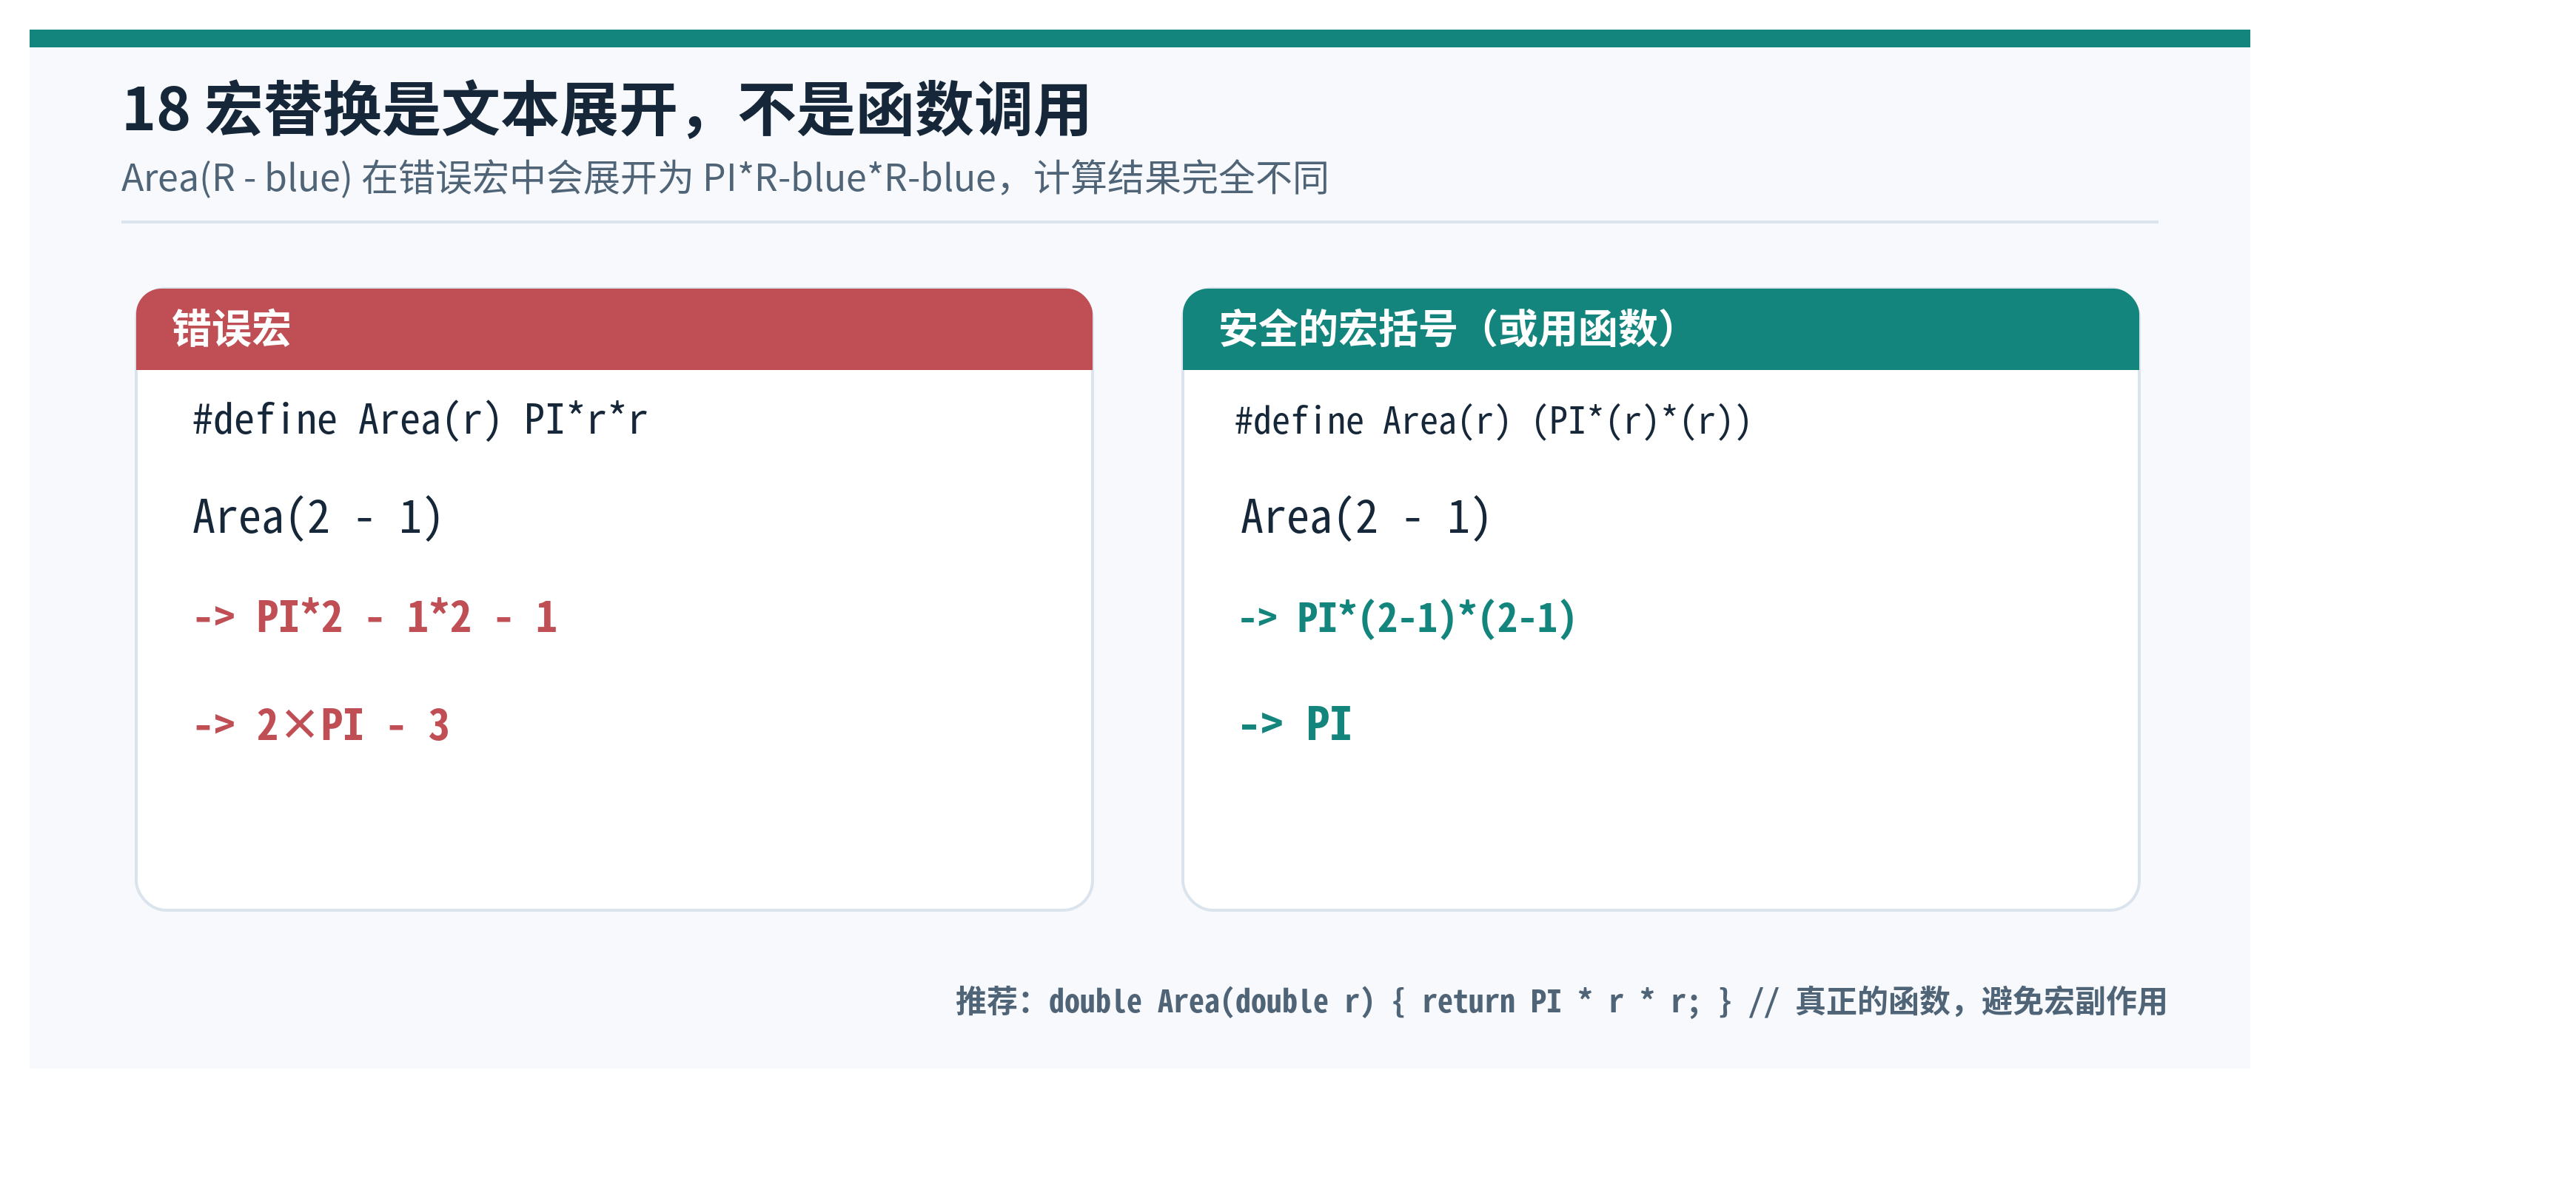 18 宏替换是文本展开，不是函数调用
Area(R - blue) 在错误宏中会展开为 PI*R-blue*R-blue，计算结果完全不同
错误宏
#define Area(r) PI*r*r
Area(2 - 1)
-> PI*2 - 1*2 - 1
-> 2×PI - 3
安全的宏括号（或用函数）
#define Area(r) (PI*(r)*(r))
Area(2 - 1)
-> PI*(2-1)*(2-1)
-> PI
推荐：double Area(double r) { return PI * r * r; } // 真正的函数，避免宏副作用